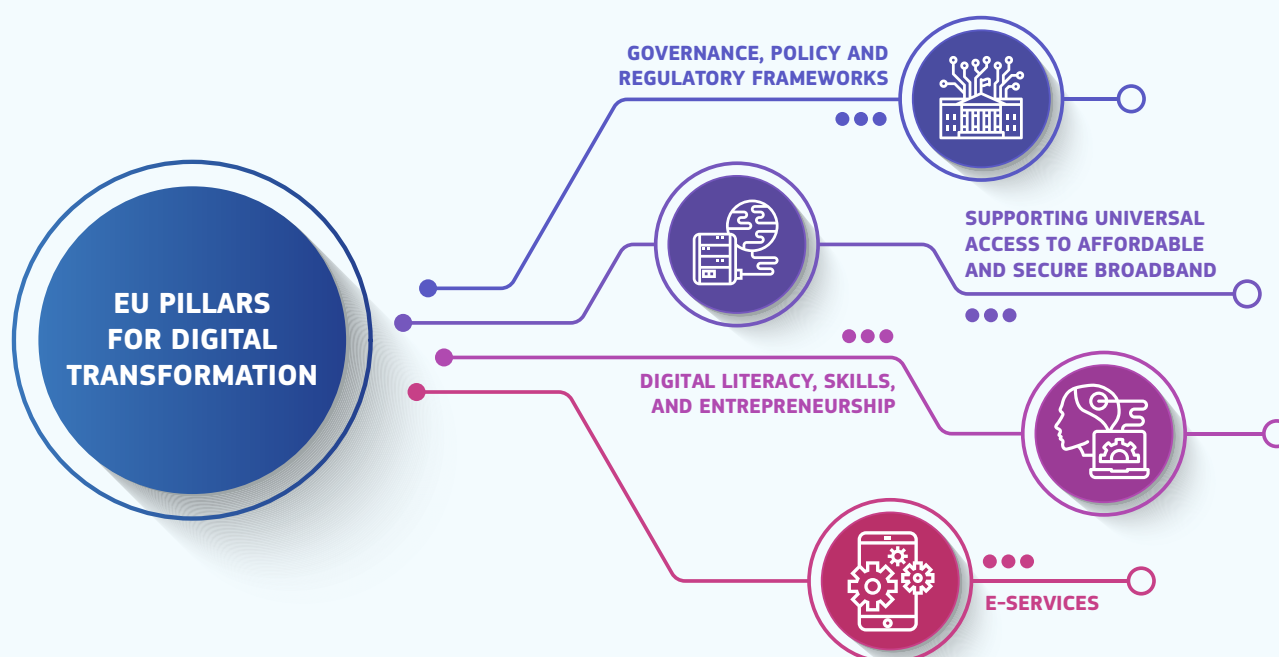 GOVERNANCE, POLICY AND
REGULATORY FRAMEWORKS
SUPPORTING UNIVERSAL
ACCESS TO AFFORDABLE
AND SECURE BROADBAND
EU PILLARS
FOR DIGITAL
TRANSFORMATION
DIGITAL LITERACY, SKILLS,
AND ENTREPRENEURSHIP
E-SERVICES